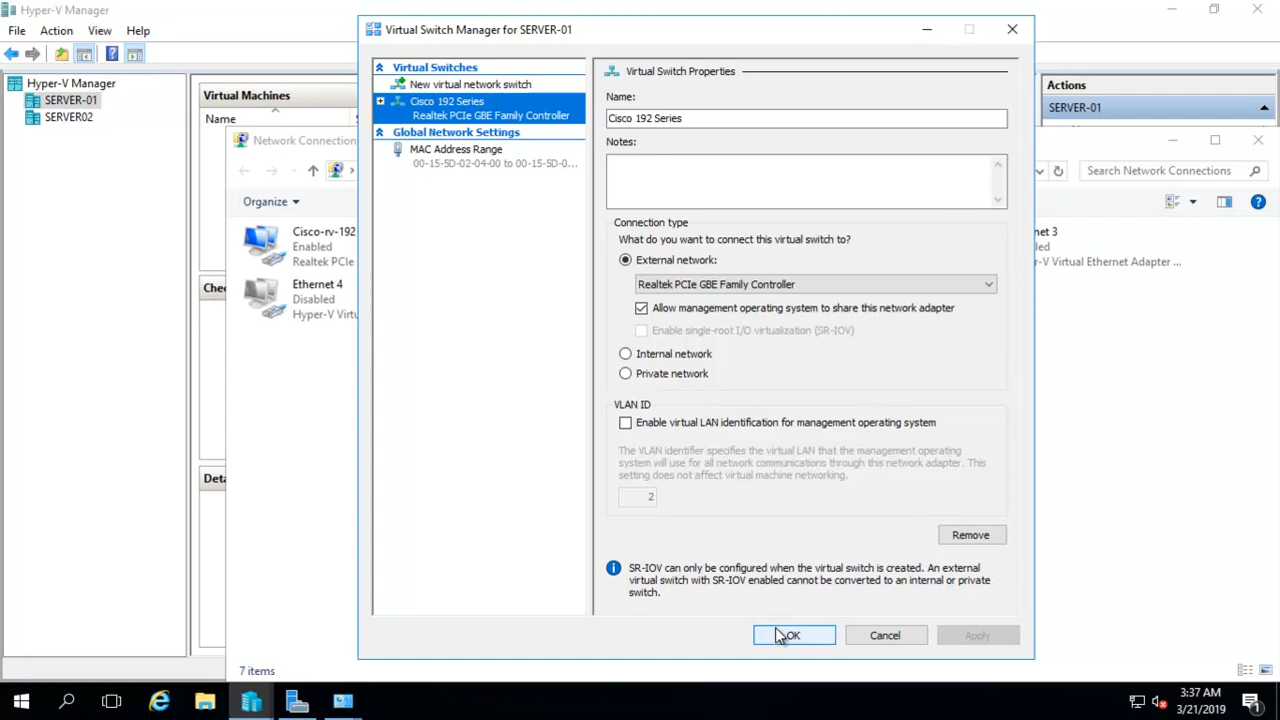 Hyper-V Manager
File Action View Help
Hyper-V Manager
SERVER-01
SERVER02
Virtual Machines
Name
Network Connection
Organize
Cisco-rv-192
Enabled
Realtek PCIe
Ethernet 4
Disabled
Hyper-V Virtu
Chec
Deta
7 items
Virtual Switch Manager for SERVER-01
Virtual Switches
New virtual network switch
Cisco 192 Series
Realtek PCIe GBE Family Controller
Global Network Settings
MAC Address Range
00-15-5D-02-04-00 to 00-15-5D-0...
Virtual Switch Properties
Name:
Cisco 192 Series
Notes:
Connection type
What do you want to connect this virtual switch to?
External network:
Realtek PCIe GBE Family Controller
Allow management operating system to share this network adapter
Enable single-root I/O virtualization (SR-IOV)
Internal network
Private network
VLAN ID
Enable virtual LAN identification for management operating system
The VLAN identifier specifies the virtual LAN that the management operating
system will use for all network communications through this network adapter. This
setting does not affect virtual machine networking.
2
Remove
SR-IOV can only be configured when the virtual switch is created. An external
virtual switch with SR-IOV enabled cannot be converted to an internal or private
switch.
OK Cancel Apply
Actions
SERVER-01
Search Network Connections
net 3
led
r-V Virtual Ethernet Adapter ...
3:37 AM
3/21/2019
1